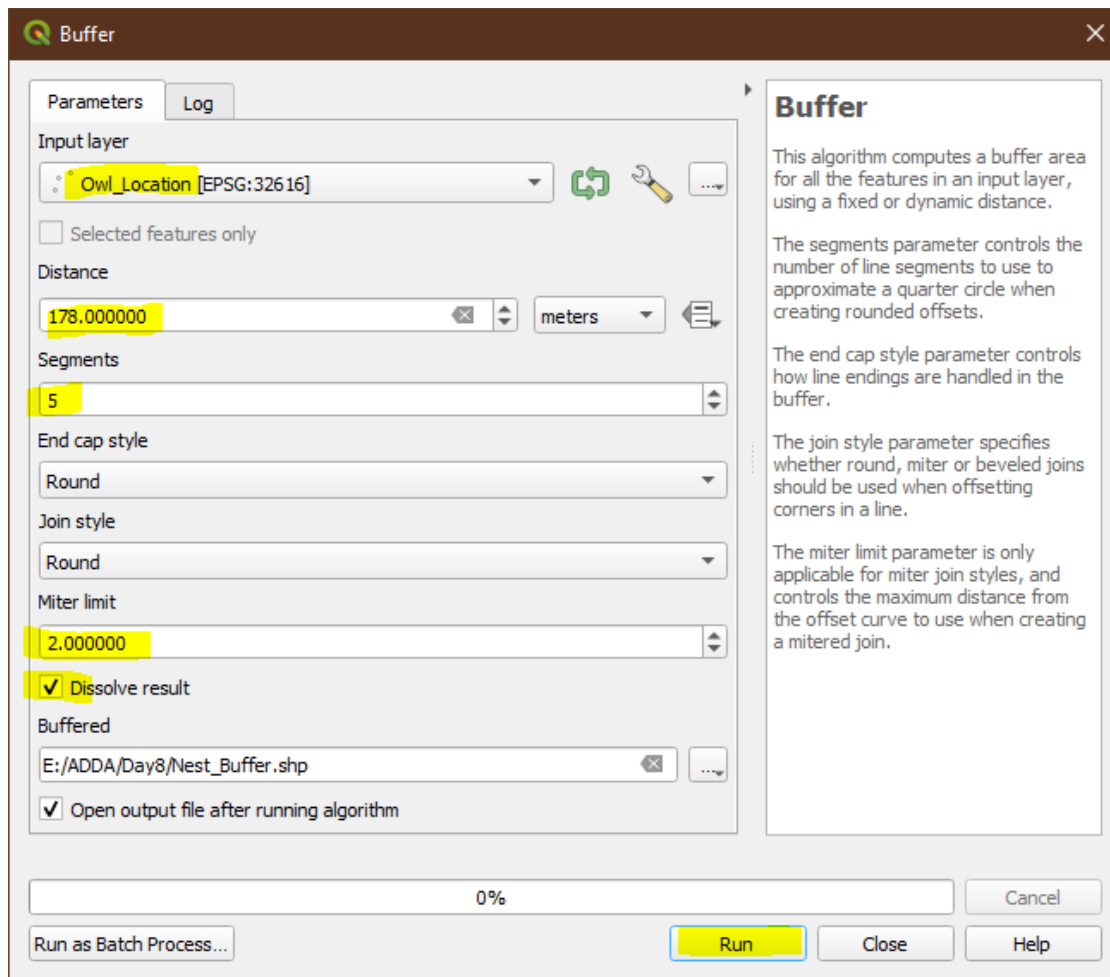 Buffer
Parameters
Log
Input layer
Owl_Location [EPSG:32616]
...
Selected features only
Distance
178.000000
meters
Segments
5
End cap style
Round
Join style
Round
Miter limit
2.000000
Dissolve result
Buffered
E:/ADDA/Day8/Nest_Buffer.shp
...
Open output file after running algorithm
Buffer
This algorithm computes a buffer area
for all the features in an input layer,
using a fixed or dynamic distance.
The segments parameter controls the
number of line segments to use to
approximate a quarter circle when
creating rounded offsets.
The end cap style parameter controls
how line endings are handled in the
buffer.
The join style parameter specifies
whether round, miter or beveled joins
should be used when offsetting
corners in a line.
The miter limit parameter is only
applicable for miter join styles, and
controls the maximum distance from
the offset curve to use when creating
a mitered join.
0%
Cancel
Run as Batch Process...
Run
Close
Help